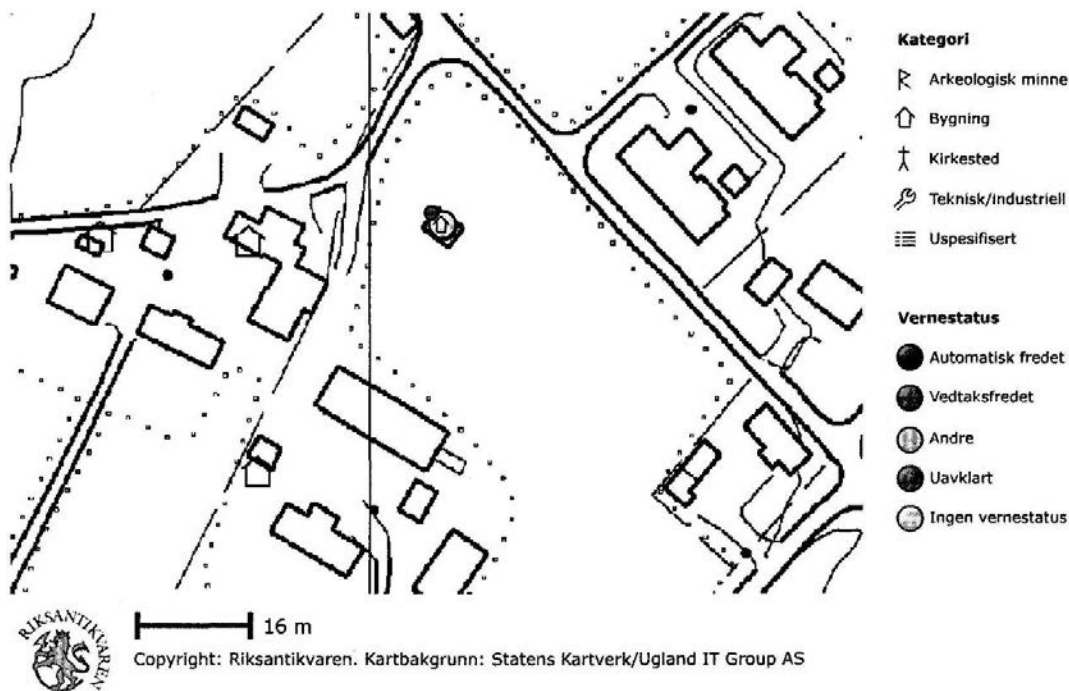 Kategori
Arkeologisk minne
Bygning
Kirkested
Teknisk/Industriell
Uspesifisert
Vernestatus
Automatisk fredet
Vedtaksfredet
Andre
Uavklart
Ingen vernestatus
RIKSANTIKVAREN
16 m
Copyright: Riksantikvaren. Kartbakgrunn: Statens Kartverk/Ugland IT Group AS